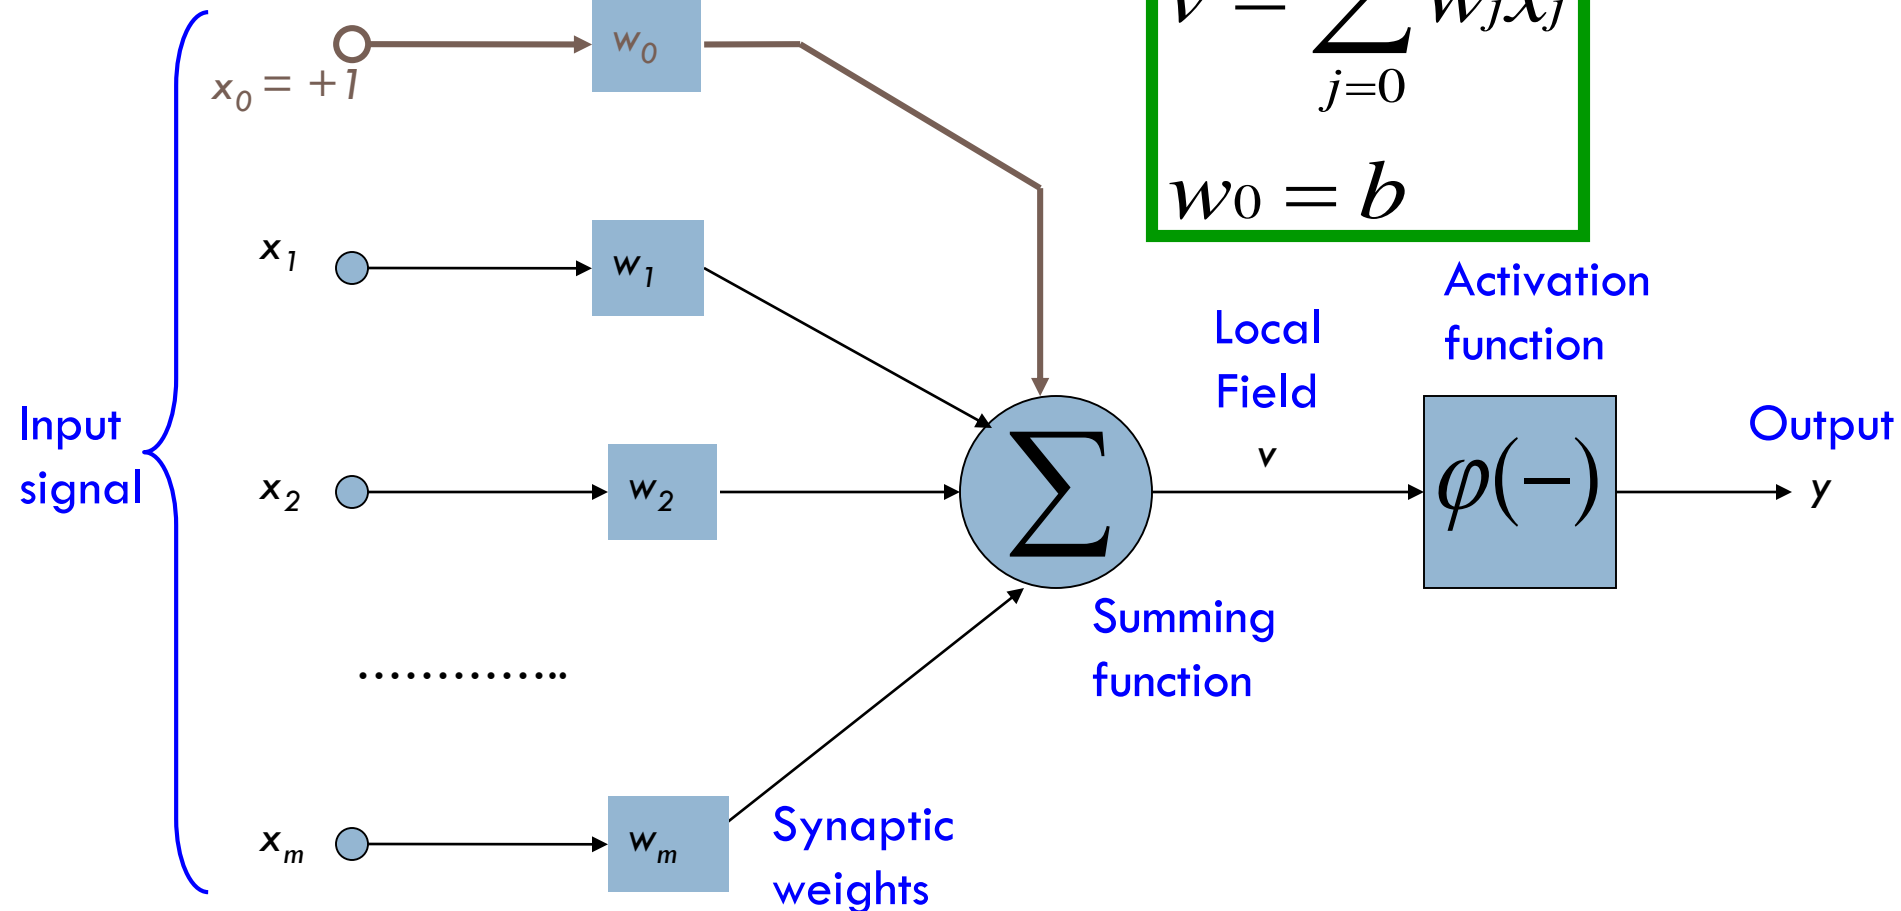 v = ∑ wjxj
j=0
w0 = b
x0 = +1
w0
x1
w1
x2
w2
..............
xm
wm
Input
signal
Synaptic
weights
∑
Summing
function
Local
Field
v
Activation
function
φ(−)
Output
y